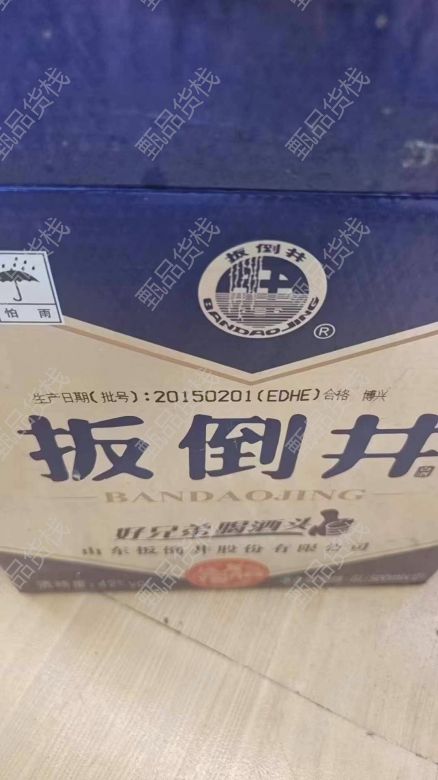 扳倒井
BANDAOJING
®
怕雨
生产日期(批号):20150201(EDHE)合格 博兴
扳倒井
BANDAOJING
好兄弟喝酒头
山东扳倒井股份有限公司
甄品货栈